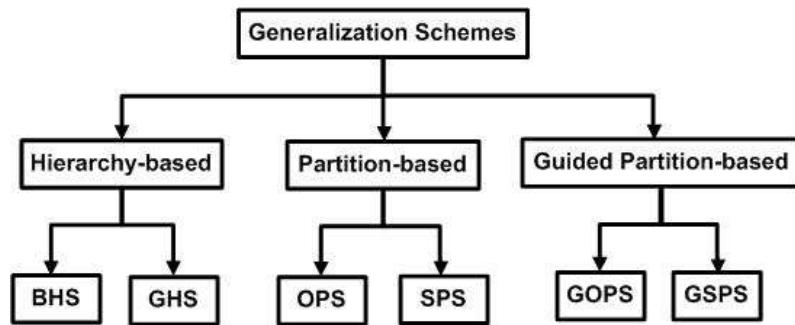 Generalization Schemes
Hierarchy-based
Partition-based
Guided Partition-based
BHS
GHS
OPS
SPS
GOPS
GSPS